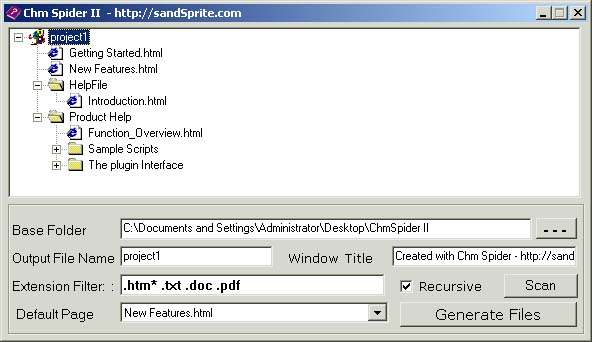 Chm Spider II - http://sandSprite.com
project1
Getting Started.html
New Features.html
HelpFile
Introduction.html
Product Help
Function_Overview.html
Sample Scripts
The plugin Interface
Base Folder C:\Documents and Settings\Administrator\Desktop\ChmSpider II - - -
Output File Name project1 Window Title Created with Chm Spider - http://sand
Extension Filter: : .htm* .txt .doc .pdf Recursive Scan
Default Page New Features.html Generate Files